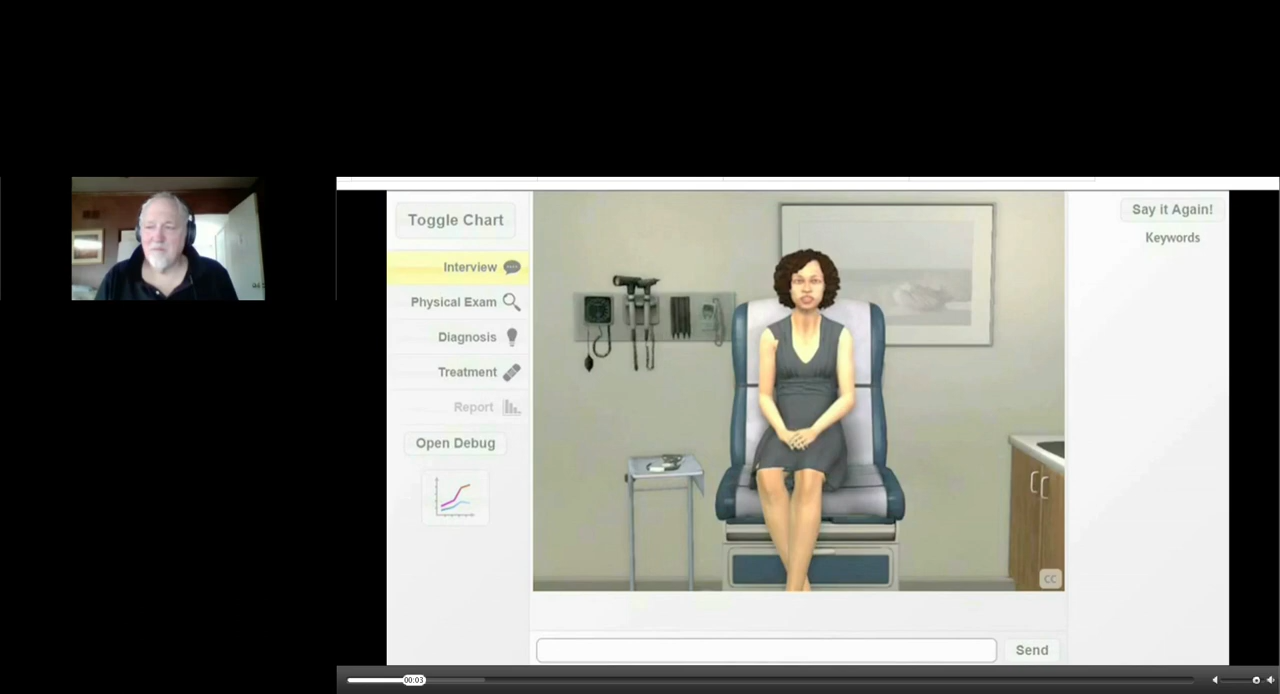 Toggle Chart
Interview
Physical Exam
Diagnosis
Treatment
Report
Open Debug
Say it Again!
Keywords
CC
Send
00:03